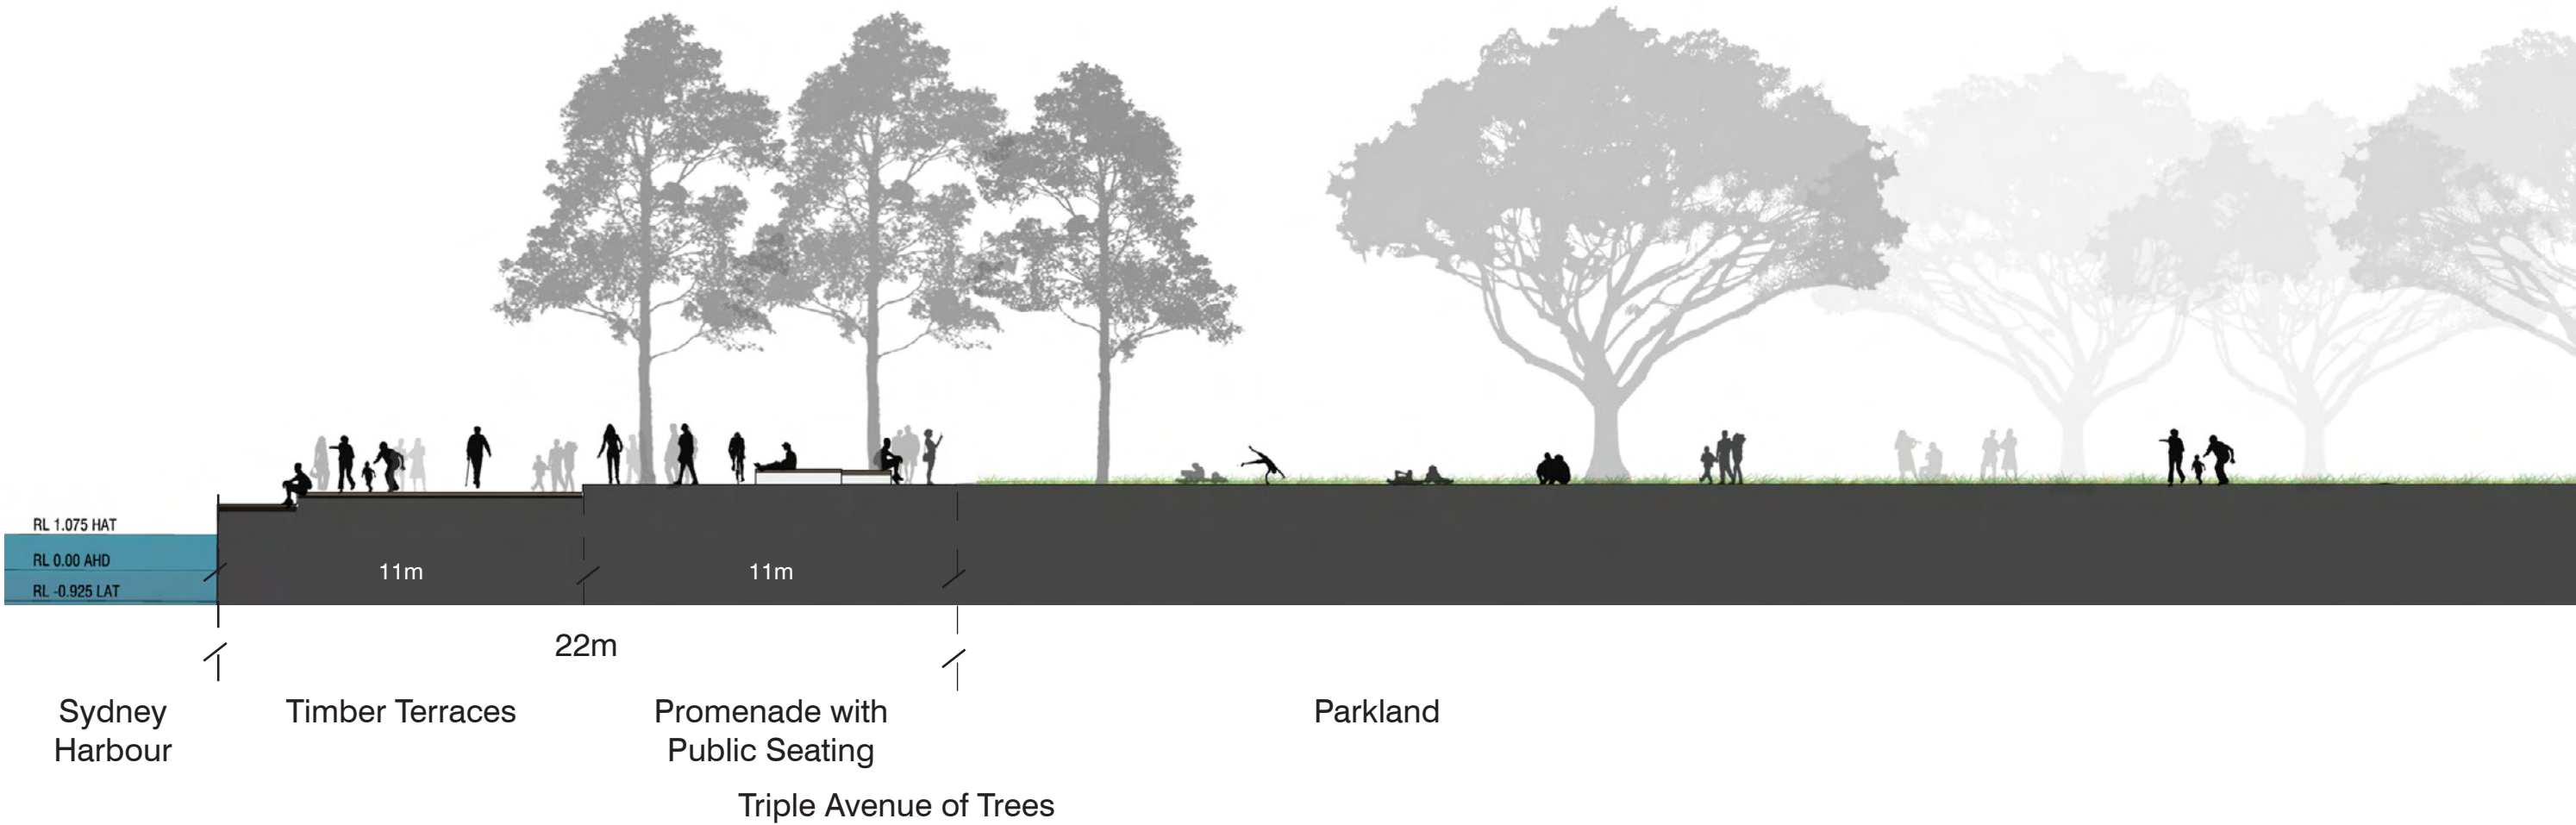 RL 1.075 HAT
RL 0.00 AHD
RL -0.925 LAT
11m
11m
22m
Sydney
Harbour
Timber Terraces
Promenade with
Public Seating
Parkland
Triple Avenue of Trees